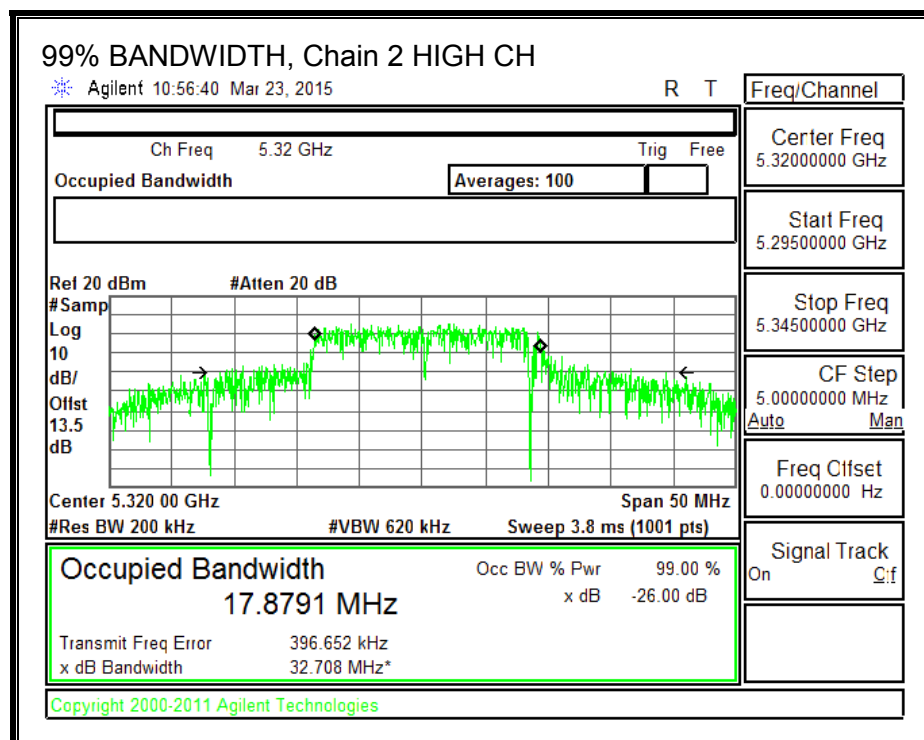 99% BANDWIDTH, Chain 2 HIGH CH
Agilent 10:56:40 Mar 23, 2015 R T
Ch Freq 5.32 GHz Trig Free
Occupied Bandwidth Averages: 100
Ref 20 dBm #Atten 20 dB
#Samp
Log
10
dB/
Offst
13.5
dB
Center 5.320 00 GHz Span 50 MHz
#Res BW 200 kHz #VBW 620 kHz Sweep 3.8 ms (1001 pts)
Occupied Bandwidth Occ BW % Pwr 99.00 %
17.8791 MHz x dB -26.00 dB
Transmit Freq Error 396.652 kHz
x dB Bandwidth 32.708 MHz*
Copyright 2000-2011 Agilent Technologies
Freq/Channel
Center Freq
5.32000000 GHz
Start Freq
5.29500000 GHz
Stop Freq
5.34500000 GHz
CF Step
5.00000000 MHz
Auto Man
Freq Offset
0.00000000 Hz
Signal Track
On Off